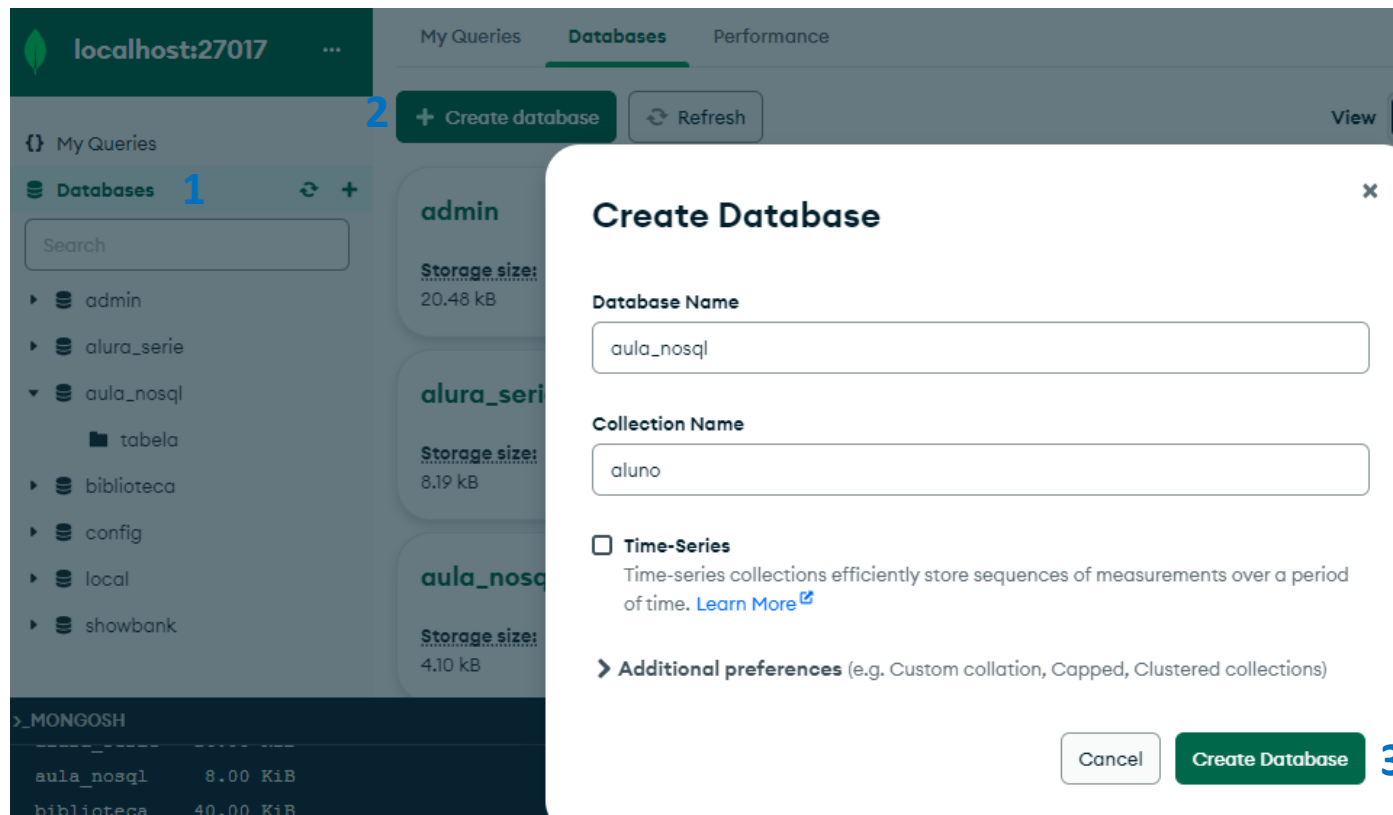 localhost:27017 ...
My Queries Databases Performance
2 + Create database Refresh View
{} My Queries
Databases 1 +
Search
admin
alura_serie
aula_nosql
tabela
biblioteca
config
local
showbank
admin
Storage size:
20.48 kB
alura_seri
Storage size:
8.19 kB
aula_nosq
Storage size:
4.10 kB
Create Database
Database Name
aula_nosql
Collection Name
aluno
Time-Series
Time-series collections efficiently store sequences of measurements over a period
of time. Learn More
Additional preferences (e.g. Custom collation, Capped, Clustered collections)
Cancel Create Database 3
>_MONGOSH
aula_nosql 8.00 KiB
biblioteca 40.00 KiB